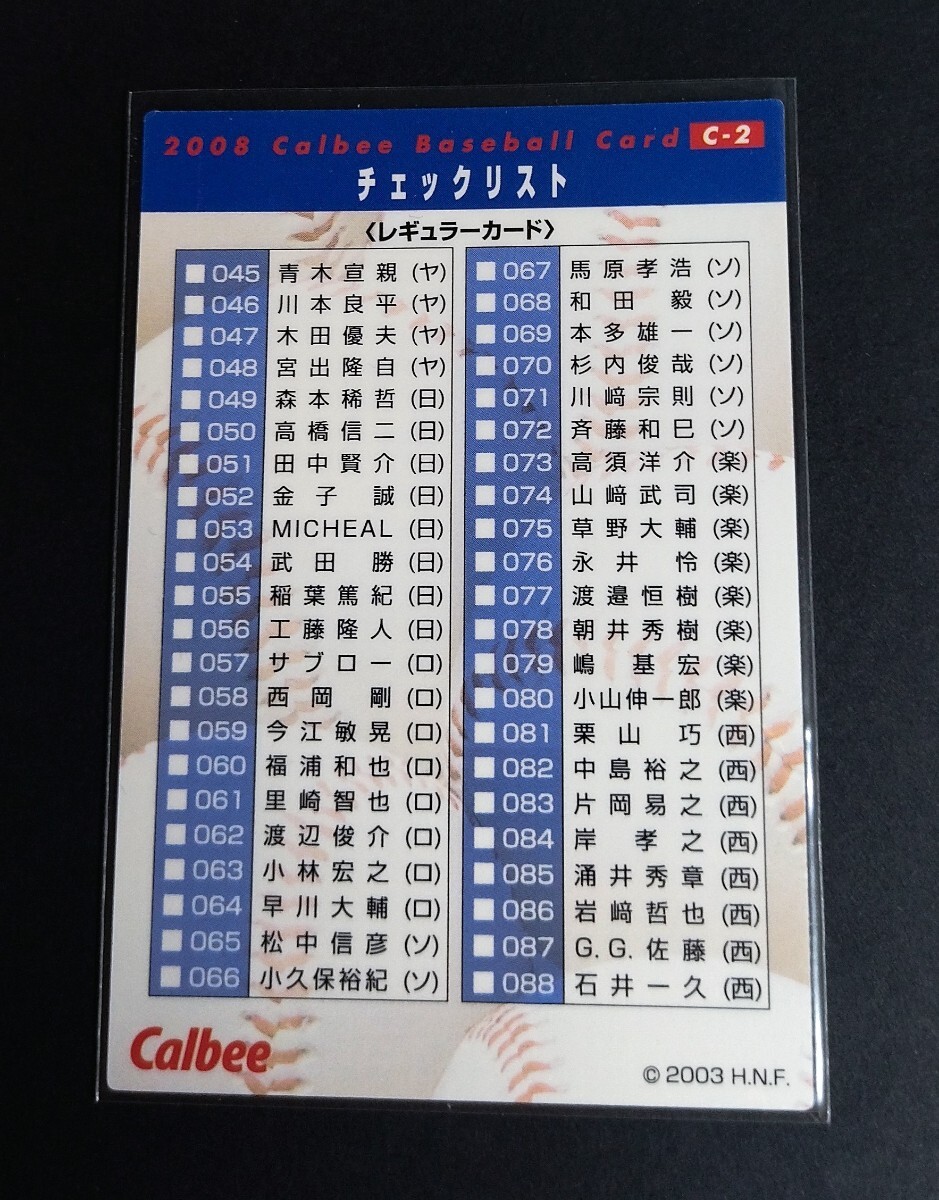 2008 Calbee Baseball Card C-2
チェックリスト
〈レギュラーカード〉
045 青木宣親 (ヤ)
046 川本良平 (ヤ)
047 木田優夫 (ヤ)
048 宮出隆自 (ヤ)
049 森本稀哲 (日)
050 高橋信二 (日)
051 田中賢介 (日)
052 金子誠 (日)
053 MICHEAL (日)
054 武田勝 (日)
055 稲葉篤紀 (日)
056 工藤隆人 (日)
057 サブロー (ロ)
058 西岡剛 (ロ)
059 今江敏晃 (ロ)
060 福浦和也 (ロ)
061 里崎智也 (ロ)
062 渡辺俊介 (ロ)
063 小林宏之 (ロ)
064 早川大輔 (ロ)
065 松中信彦 (ソ)
066 小久保裕紀 (ソ)
067 馬原孝浩 (ソ)
068 和田毅 (ソ)
069 本多雄一 (ソ)
070 杉内俊哉 (ソ)
071 川﨑宗則 (ソ)
072 斉藤和巳 (ソ)
073 高須洋介 (楽)
074 山﨑武司 (楽)
075 草野大輔 (楽)
076 永井怜 (楽)
077 渡邉恒樹 (楽)
078 朝井秀樹 (楽)
079 嶋基宏 (楽)
080 小山伸一郎 (楽)
081 栗山巧 (西)
082 中島裕之 (西)
083 片岡易之 (西)
084 岸孝之 (西)
085 涌井秀章 (西)
086 岩﨑哲也 (西)
087 G.G.佐藤 (西)
088 石井一久 (西)
Calbee
© 2003 H.N.F.